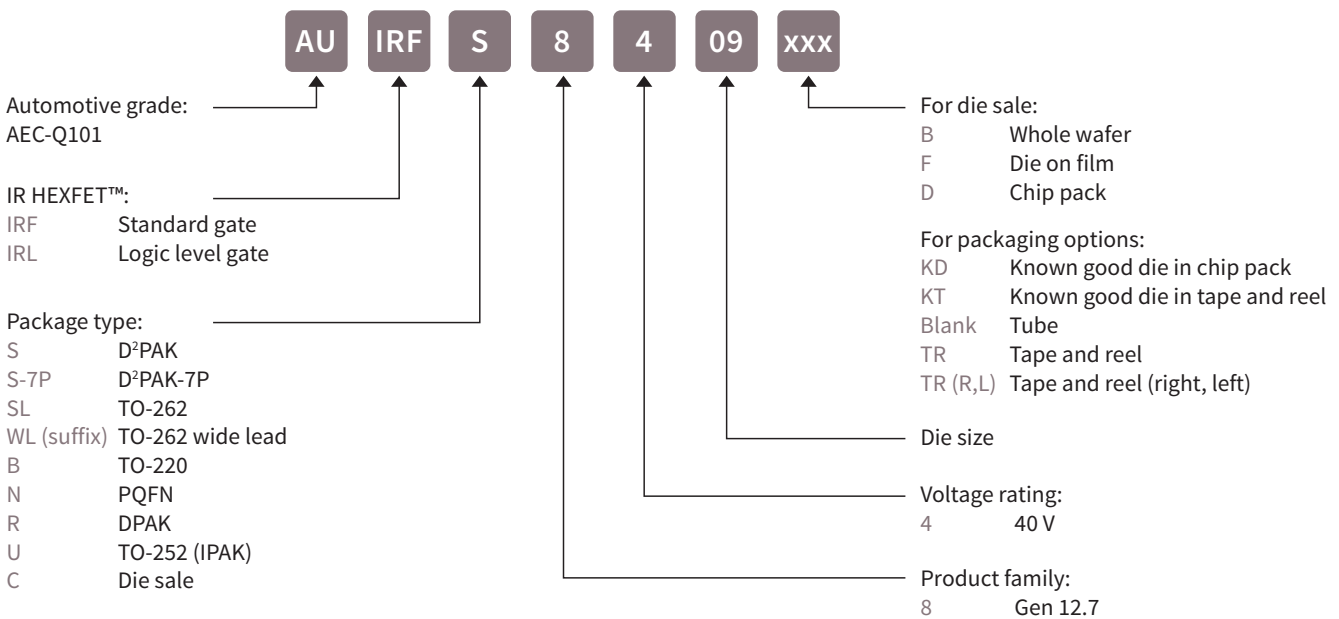 AU IRF S 8 4 09 xxx
Automotive grade:
AEC-Q101
IR HEXFET™:
IRF Standard gate
IRL Logic level gate
Package type:
S D²PAK
S-7P D²PAK-7P
SL TO-262
WL (suffix) TO-262 wide lead
B TO-220
N PQFN
R DPAK
U TO-252 (IPAK)
C Die sale
For die sale:
B Whole wafer
F Die on film
D Chip pack
For packaging options:
KD Known good die in chip pack
KT Known good die in tape and reel
Blank Tube
TR Tape and reel
TR (R,L) Tape and reel (right, left)
Die size
Voltage rating:
4 40 V
Product family:
8 Gen 12.7